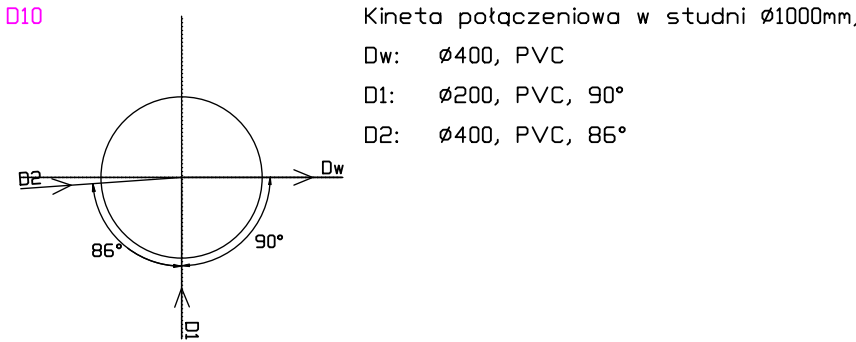 D10
Kineta połączeniowa w studni ø1000mm,
Dw: ø400, PVC
D1: ø200, PVC, 90°
D2: ø400, PVC, 86°
Dw
D2
86°
90°
D1